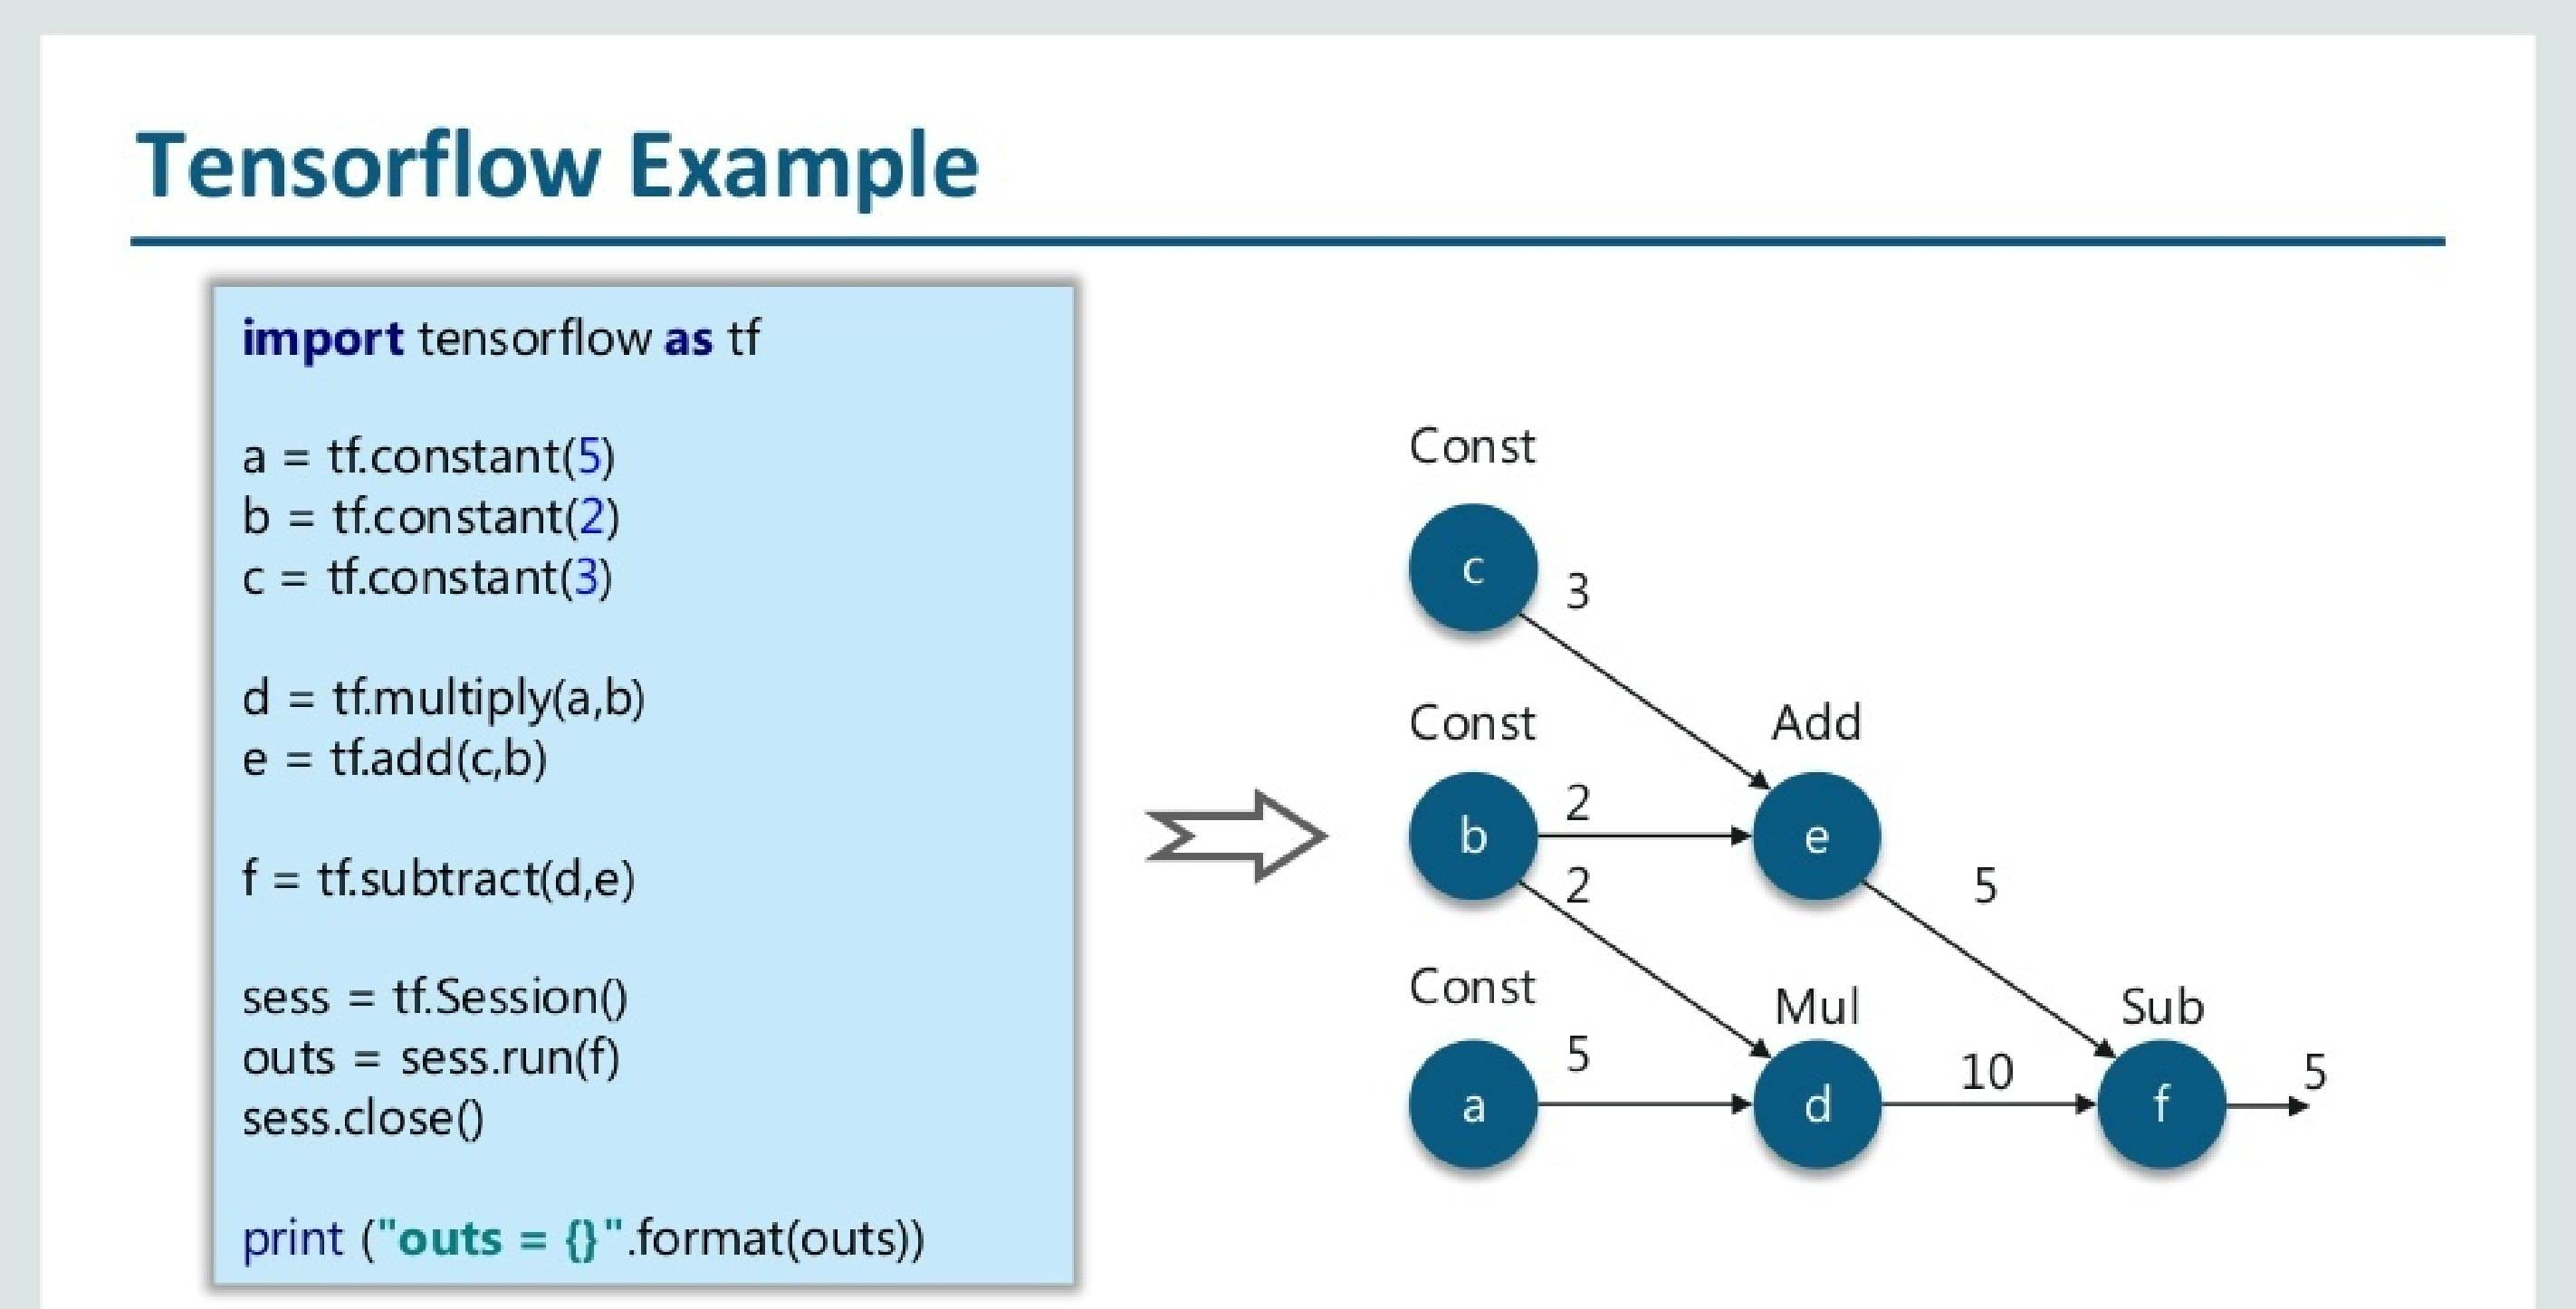 Tensorflow Example
import tensorflow as tf
a = tf.constant(5)
b = tf.constant(2)
c = tf.constant(3)
d = tf.multiply(a,b)
e = tf.add(c,b)
f = tf.subtract(d,e)
sess = tf.Session()
outs = sess.run(f)
sess.close()
print ("outs = {}".format(outs))
Const
c
3
Const
Add
b
2
e
2
5
Const
Mul
Sub
a
5
d
10
f
5